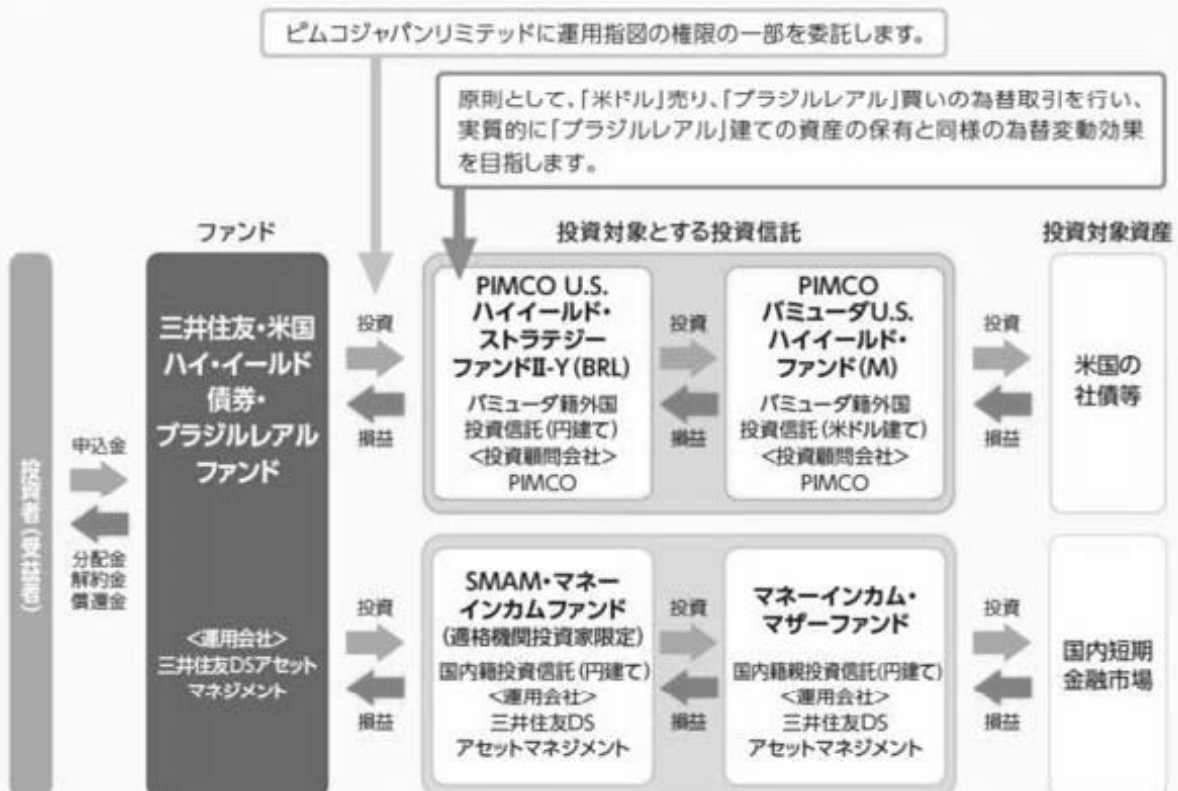 ピムコジャパンリミテッドに運用指図の権限の一部を委託します。
原則として、「米ドル」売り、「ブラジルレアル」買いの為替取引を行い、
実質的に「ブラジルレアル」建ての資産の保有と同様の為替変動効果
を目指します。
ファンド
投資対象とする投資信託
投資対象資産
投資者(受益者)
申込金
分配金
解約金
償還金
三井住友・米国
ハイ・イールド
債券・
ブラジルレアル
ファンド
<運用会社>
三井住友DSアセット
マネジメント
投資
損益
PIMCO U.S.
ハイイールド・
ストラテジー
ファンドⅡ-Y(BRL)
バミューダ籍外国
投資信託(円建て)
<投資顧問会社>
PIMCO
投資
損益
PIMCO
バミューダU.S.
ハイイールド・
ファンド(M)
バミューダ籍外国
投資信託(米ドル建て)
<投資顧問会社>
PIMCO
投資
損益
米国の
社債等
投資
損益
SMAM・マネー
インカムファンド
(適格機関投資家限定)
国内籍投資信託(円建て)
<運用会社>
三井住友DS
アセットマネジメント
投資
損益
マネーインカム・
マザーファンド
国内籍親投資信託(円建て)
<運用会社>
三井住友DS
アセットマネジメント
投資
損益
国内短期
金融市場